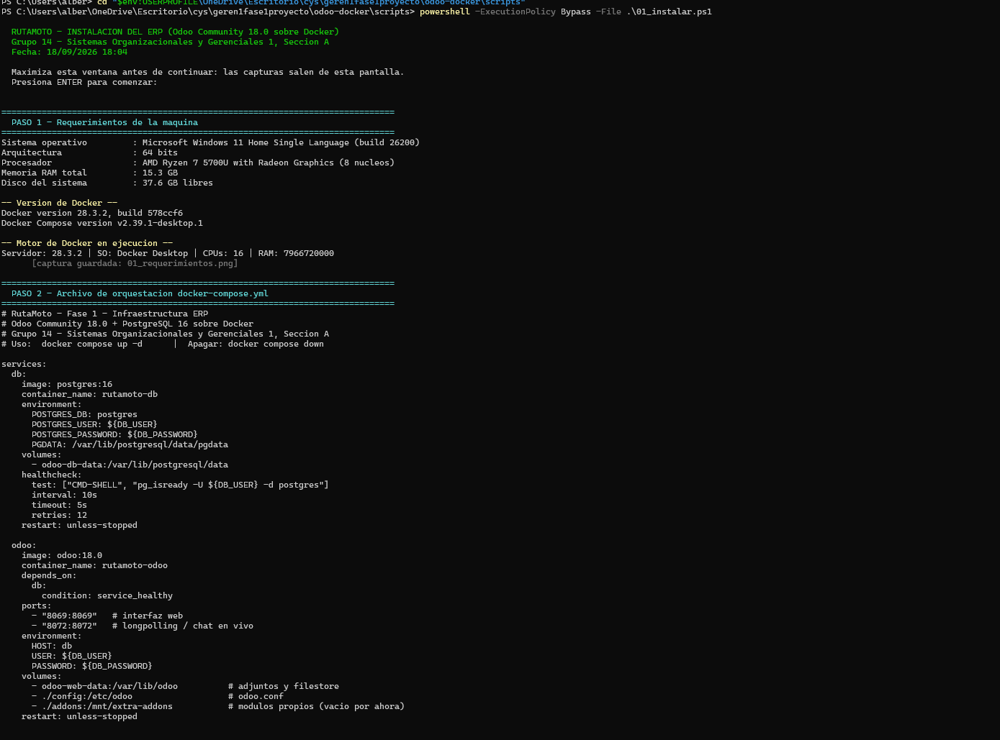 PS C:\Users\alber> cd "$env:USERPROFILE\OneDrive\Escritorio\cys\geren1fase1proyecto\odoo-docker\scripts"
PS C:\Users\alber\OneDrive\Escritorio\cys\geren1fase1proyecto\odoo-docker\scripts> powershell -ExecutionPolicy Bypass -File .\01_instalar.ps1
RUTAMOTO - INSTALACION DEL ERP (Odoo Community 18.0 sobre Docker)
Grupo 14 - Sistemas Organizacionales y Gerenciales 1, Seccion A
Fecha: 18/09/2026 18:04
Maximiza esta ventana antes de continuar: las capturas salen de esta pantalla.
Presiona ENTER para comenzar:
==============================================================================
PASO 1 - Requerimientos de la maquina
==============================================================================
Sistema operativo : Microsoft Windows 11 Home Single Language (build 26200)
Arquitectura : 64 bits
Procesador : AMD Ryzen 7 5700U with Radeon Graphics (8 nucleos)
Memoria RAM total : 15.3 GB
Disco del sistema : 37.6 GB libres
-- Version de Docker --
Docker version 28.3.2, build 578ccf6
Docker Compose version v2.39.1-desktop.1
-- Motor de Docker en ejecucion --
Servidor: 28.3.2 | SO: Docker Desktop | CPUs: 16 | RAM: 7966720000
[captura guardada: 01_requerimientos.png]
==============================================================================
PASO 2 - Archivo de orquestacion docker-compose.yml
==============================================================================
# RutaMoto - Fase 1 - Infraestructura ERP
# Odoo Community 18.0 + PostgreSQL 16 sobre Docker
# Grupo 14 - Sistemas Organizacionales y Gerenciales 1, Seccion A
# Uso:  docker compose up -d      |  Apagar: docker compose down
services:
  db:
    image: postgres:16
    container_name: rutamoto-db
    environment:
      POSTGRES_DB: postgres
      POSTGRES_USER: ${DB_USER}
      POSTGRES_PASSWORD: ${DB_PASSWORD}
      PGDATA: /var/lib/postgresql/data/pgdata
    volumes:
      - odoo-db-data:/var/lib/postgresql/data
    healthcheck:
      test: ["CMD-SHELL", "pg_isready -U ${DB_USER} -d postgres"]
      interval: 10s
      timeout: 5s
      retries: 12
    restart: unless-stopped
  odoo:
    image: odoo:18.0
    container_name: rutamoto-odoo
    depends_on:
      db:
        condition: service_healthy
    ports:
      - "8069:8069"   # interfaz web
      - "8072:8072"   # longpolling / chat en vivo
    environment:
      HOST: db
      USER: ${DB_USER}
      PASSWORD: ${DB_PASSWORD}
    volumes:
      - odoo-web-data:/var/lib/odoo          # adjuntos y filestore
      - ./config:/etc/odoo                   # odoo.conf
      - ./addons:/mnt/extra-addons           # modulos propios (vacio por ahora)
    restart: unless-stopped